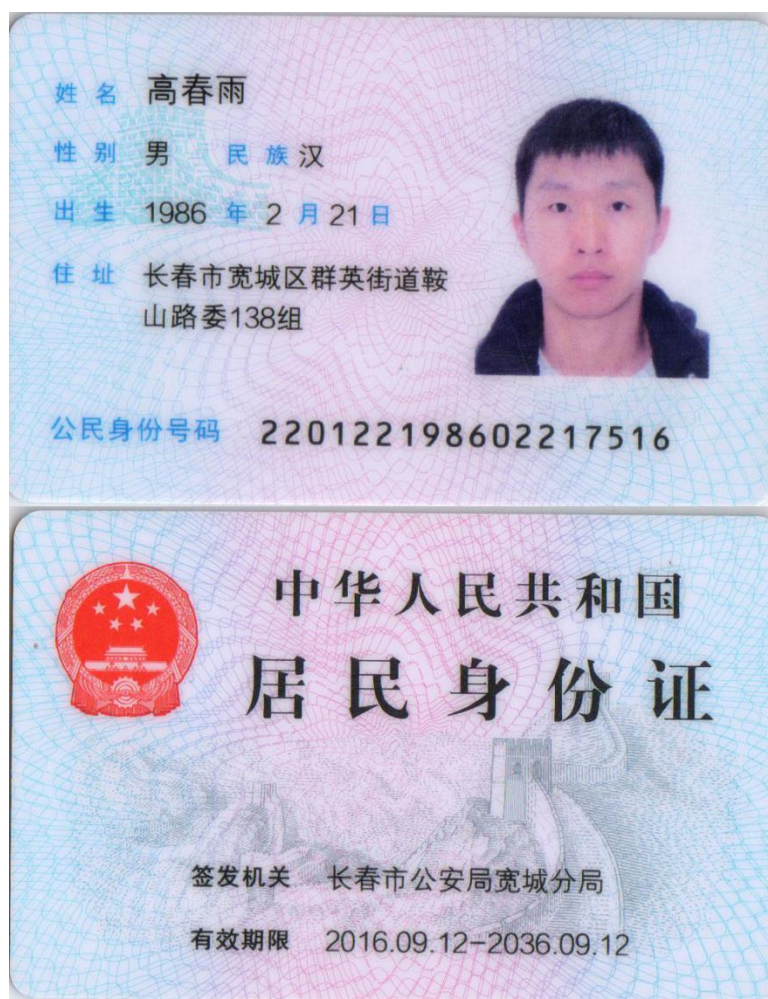 姓名 高春雨
性别 男 民族 汉
出生 1986 年 2 月 21 日
住址 长春市宽城区群英街道鞍
山路委138组
公民身份号码 220122198602217516
中华人民共和国
居民身份证
签发机关 长春市公安局宽城分局
有效期限 2016.09.12-2036.09.12